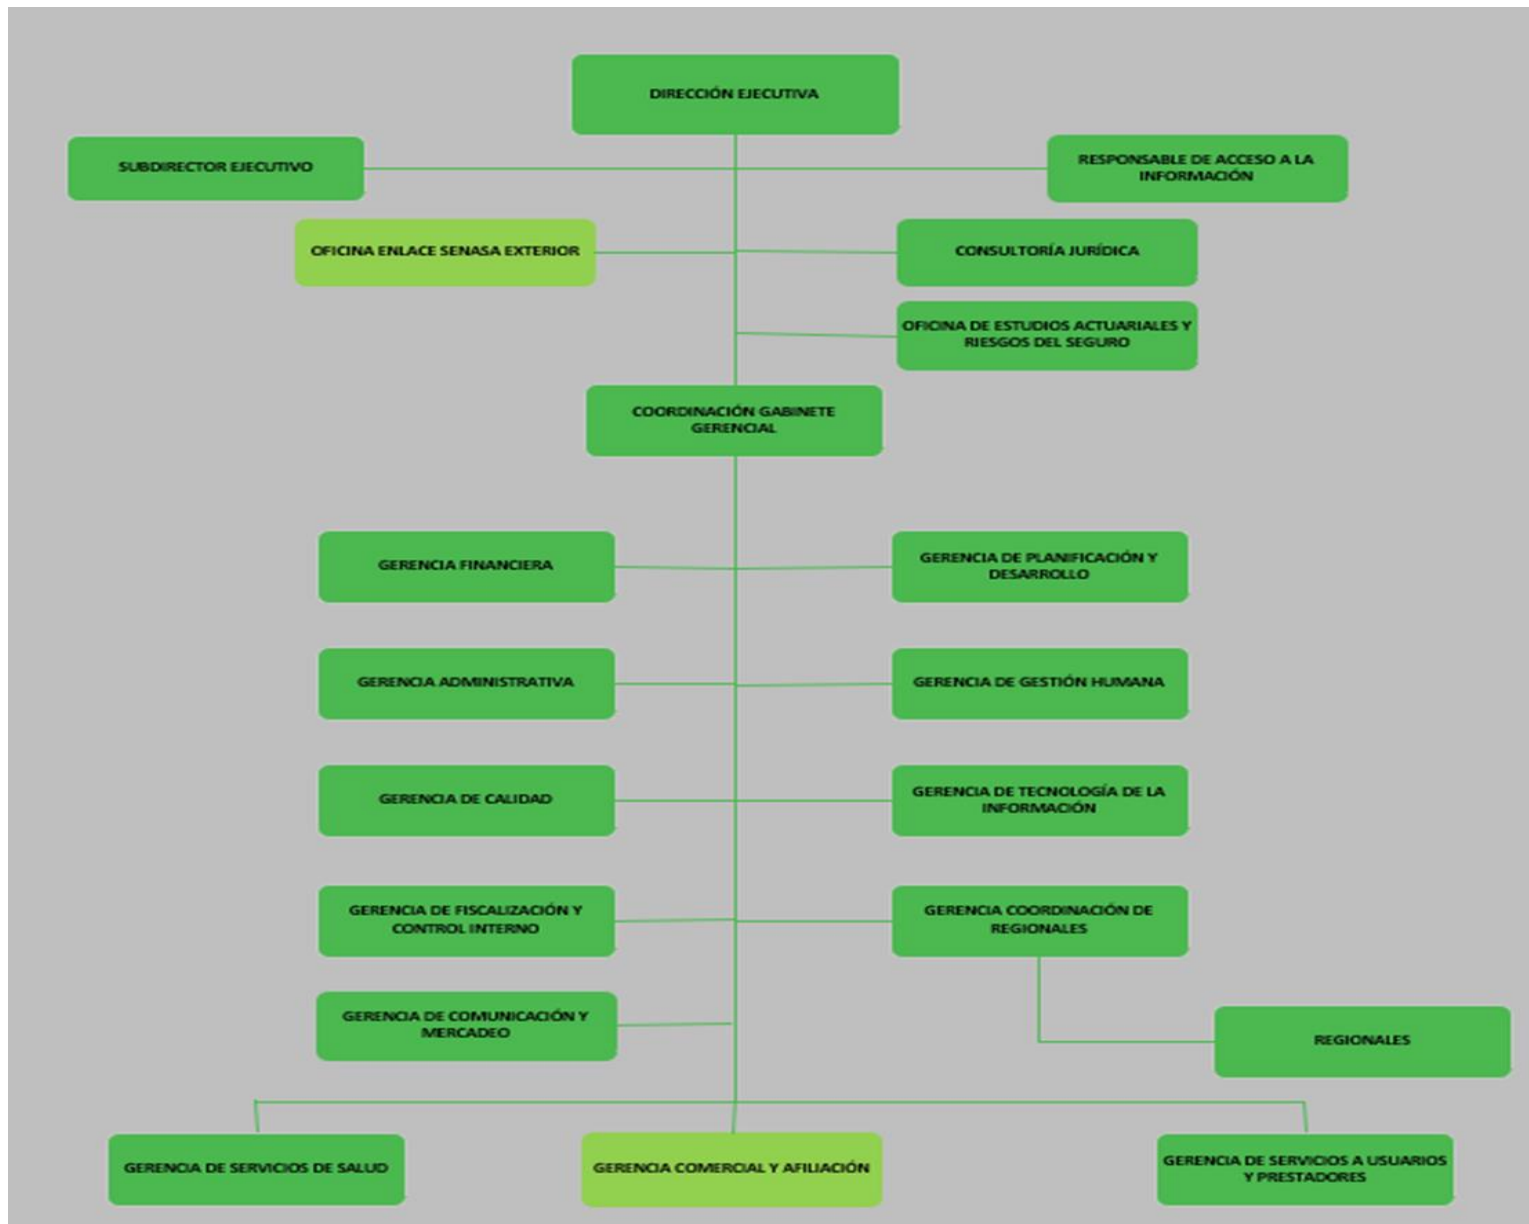 DIRECCIÓN EJECUTIVA
SUBDIRECTOR EJECUTIVO
RESPONSABLE DE ACCESO A LA
INFORMACIÓN
OFICINA ENLACE SENASA EXTERIOR
CONSULTORÍA JURÍDICA
OFICINA DE ESTUDIOS ACTUARIALES Y
RIESGOS DEL SEGURO
COORDINACIÓN GABINETE
GERENCIAL
GERENCIA FINANCIERA
GERENCIA DE PLANIFICACIÓN Y
DESARROLLO
GERENCIA ADMINISTRATIVA
GERENCIA DE GESTIÓN HUMANA
GERENCIA DE CALIDAD
GERENCIA DE TECNOLOGÍA DE LA
INFORMACIÓN
GERENCIA DE FISCALIZACIÓN Y
CONTROL INTERNO
GERENCIA COORDINACIÓN DE
REGIONALES
GERENCIA DE COMUNICACIÓN Y
MERCADEO
REGIONALES
GERENCIA DE SERVICIOS DE SALUD
GERENCIA COMERCIAL Y AFILIACIÓN
GERENCIA DE SERVICIOS A USUARIOS
Y PRESTADORES